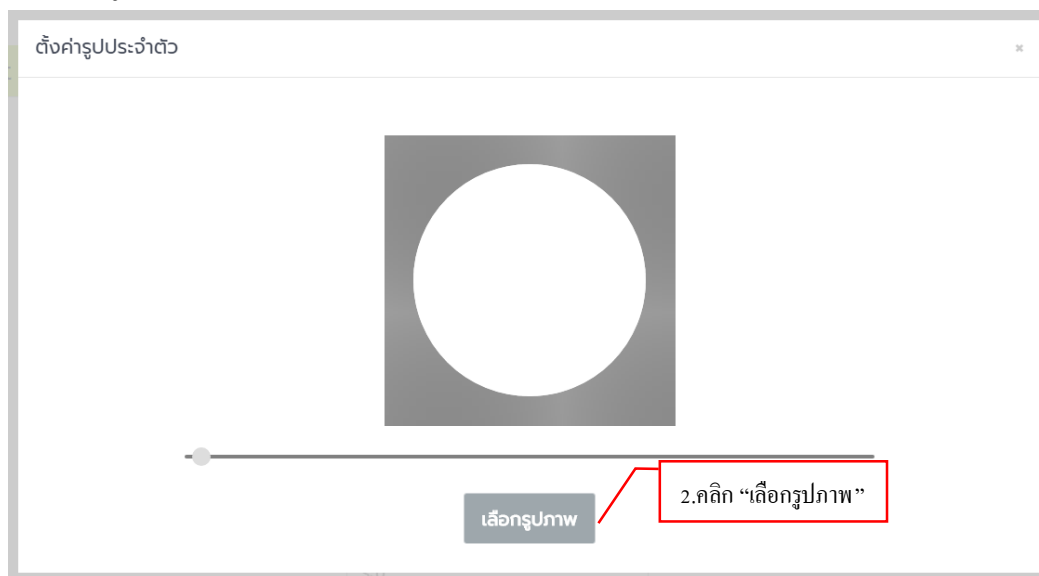 ตั้งค่ารูปประจำตัว
2.คลิก “เลือกรูปภาพ”
เลือกรูปภาพ